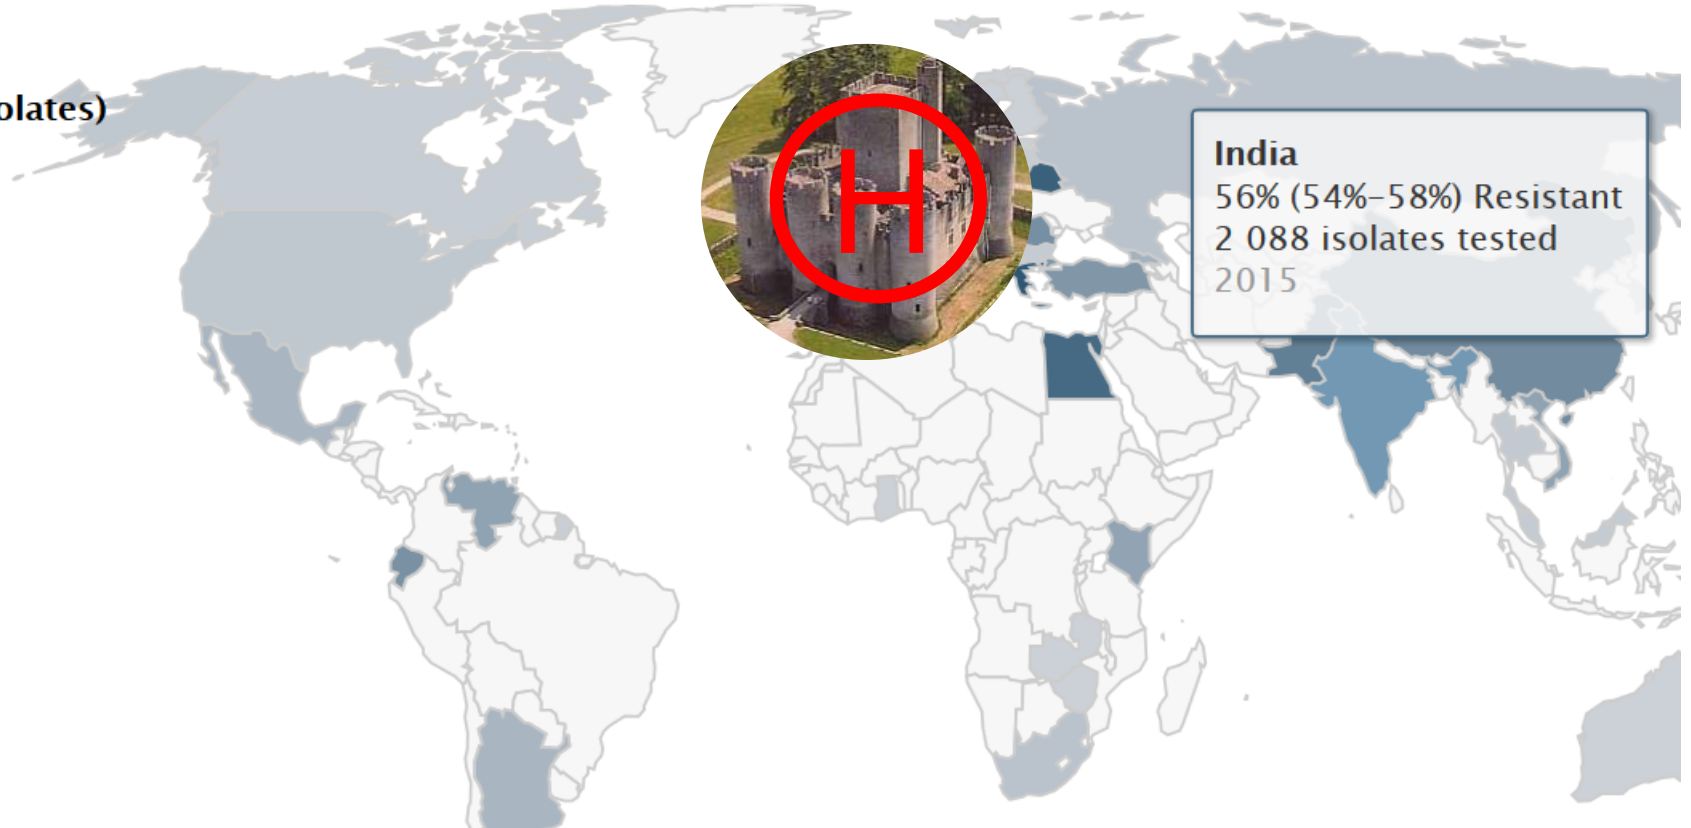 olates)
H
India
56% (54%–58%) Resistant
2 088 isolates tested
2015